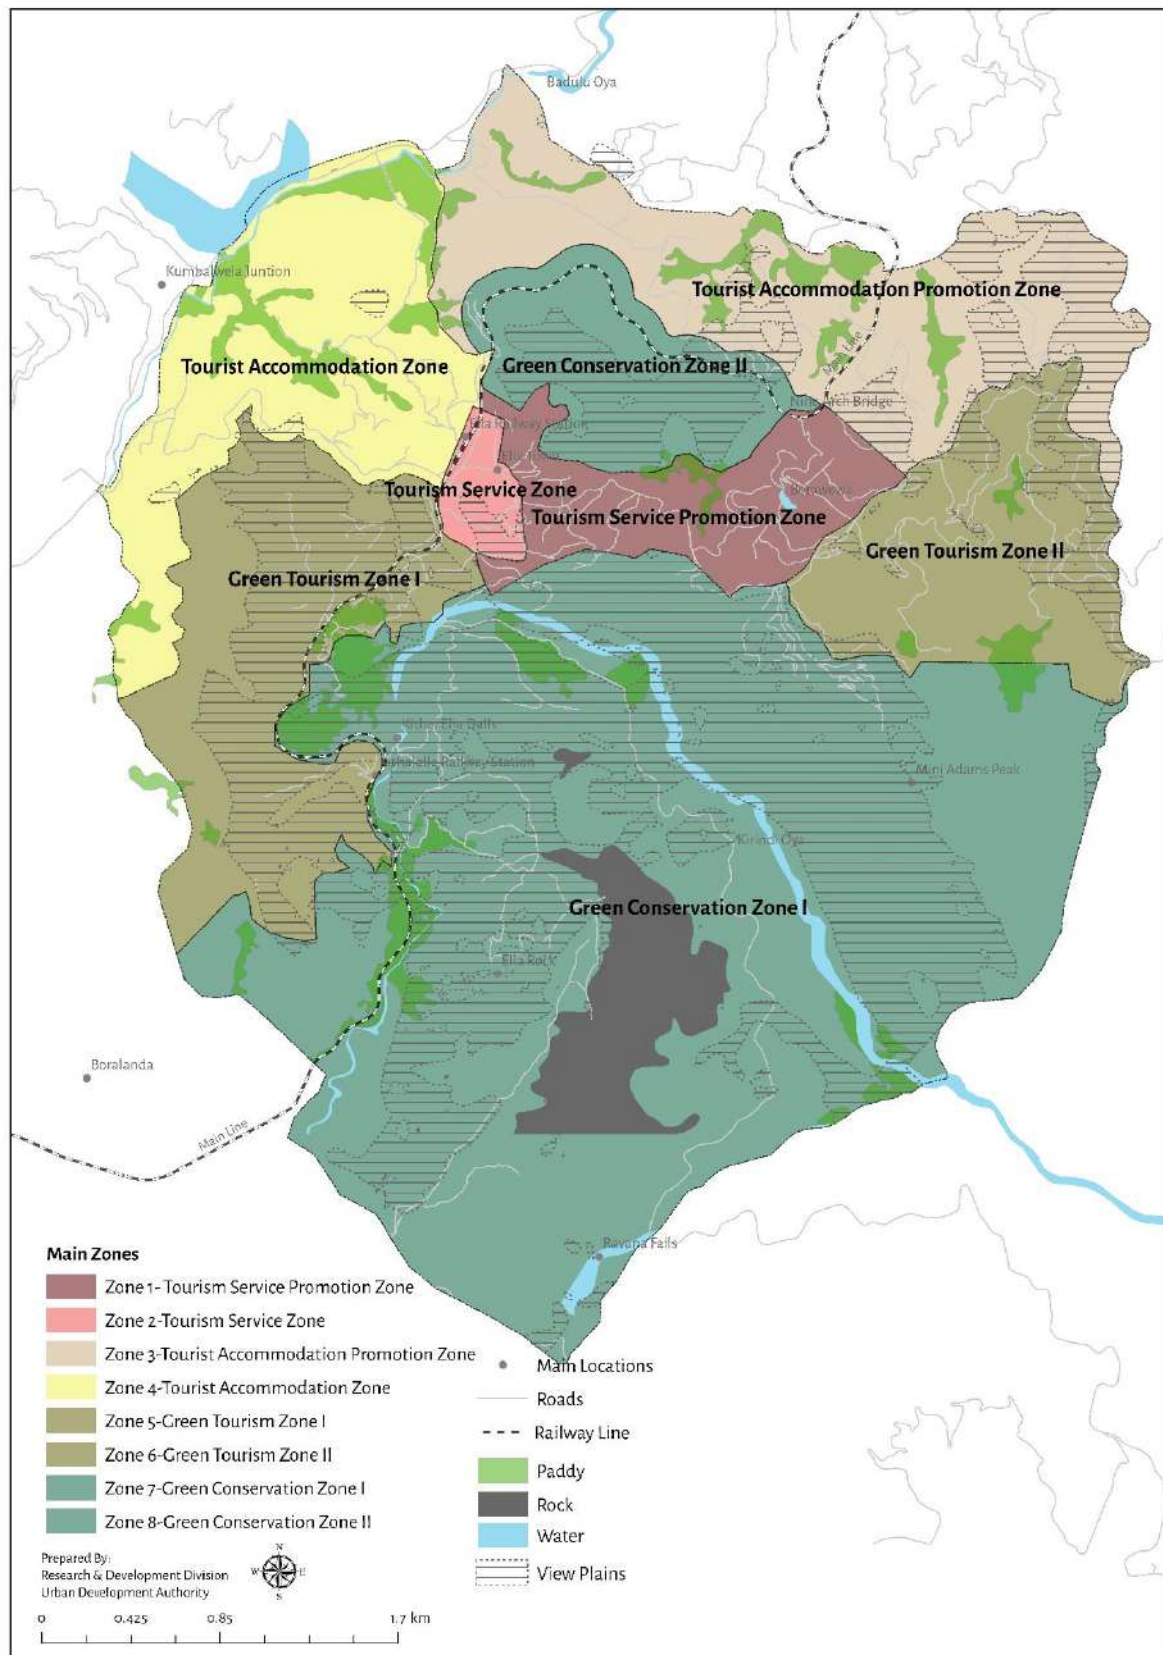 Badulu Oya
Kumbalwela Juntion
Tourist Accommodation Promotion Zone
Tourist Accommodation Zone
Green Conservation Zone II
Nine Arch Bridge
Ella Railway Station
Tourism Service Zone
Tourism Service Promotion Zone
Green Tourism Zone II
Green Tourism Zone I
Railway Station
Mini Adams Peak
Kirindi Oya
Green Conservation Zone I
Ella Rock
Boralanda
Main Line
Ravana Falls
Main Zones
Zone 1- Tourism Service Promotion Zone
Zone 2-Tourism Service Zone
Zone 3-Tourist Accommodation Promotion Zone
Zone 4-Tourist Accommodation Zone
Zone 5-Green Tourism Zone I
Zone 6-Green Tourism Zone II
Zone 7-Green Conservation Zone I
Zone 8-Green Conservation Zone II
Main Locations
Roads
Railway Line
Paddy
Rock
Water
View Plains
Prepared By:
Research & Development Division
Urban Development Authority
N
W E
S
0 0.425 0.85 1.7 km